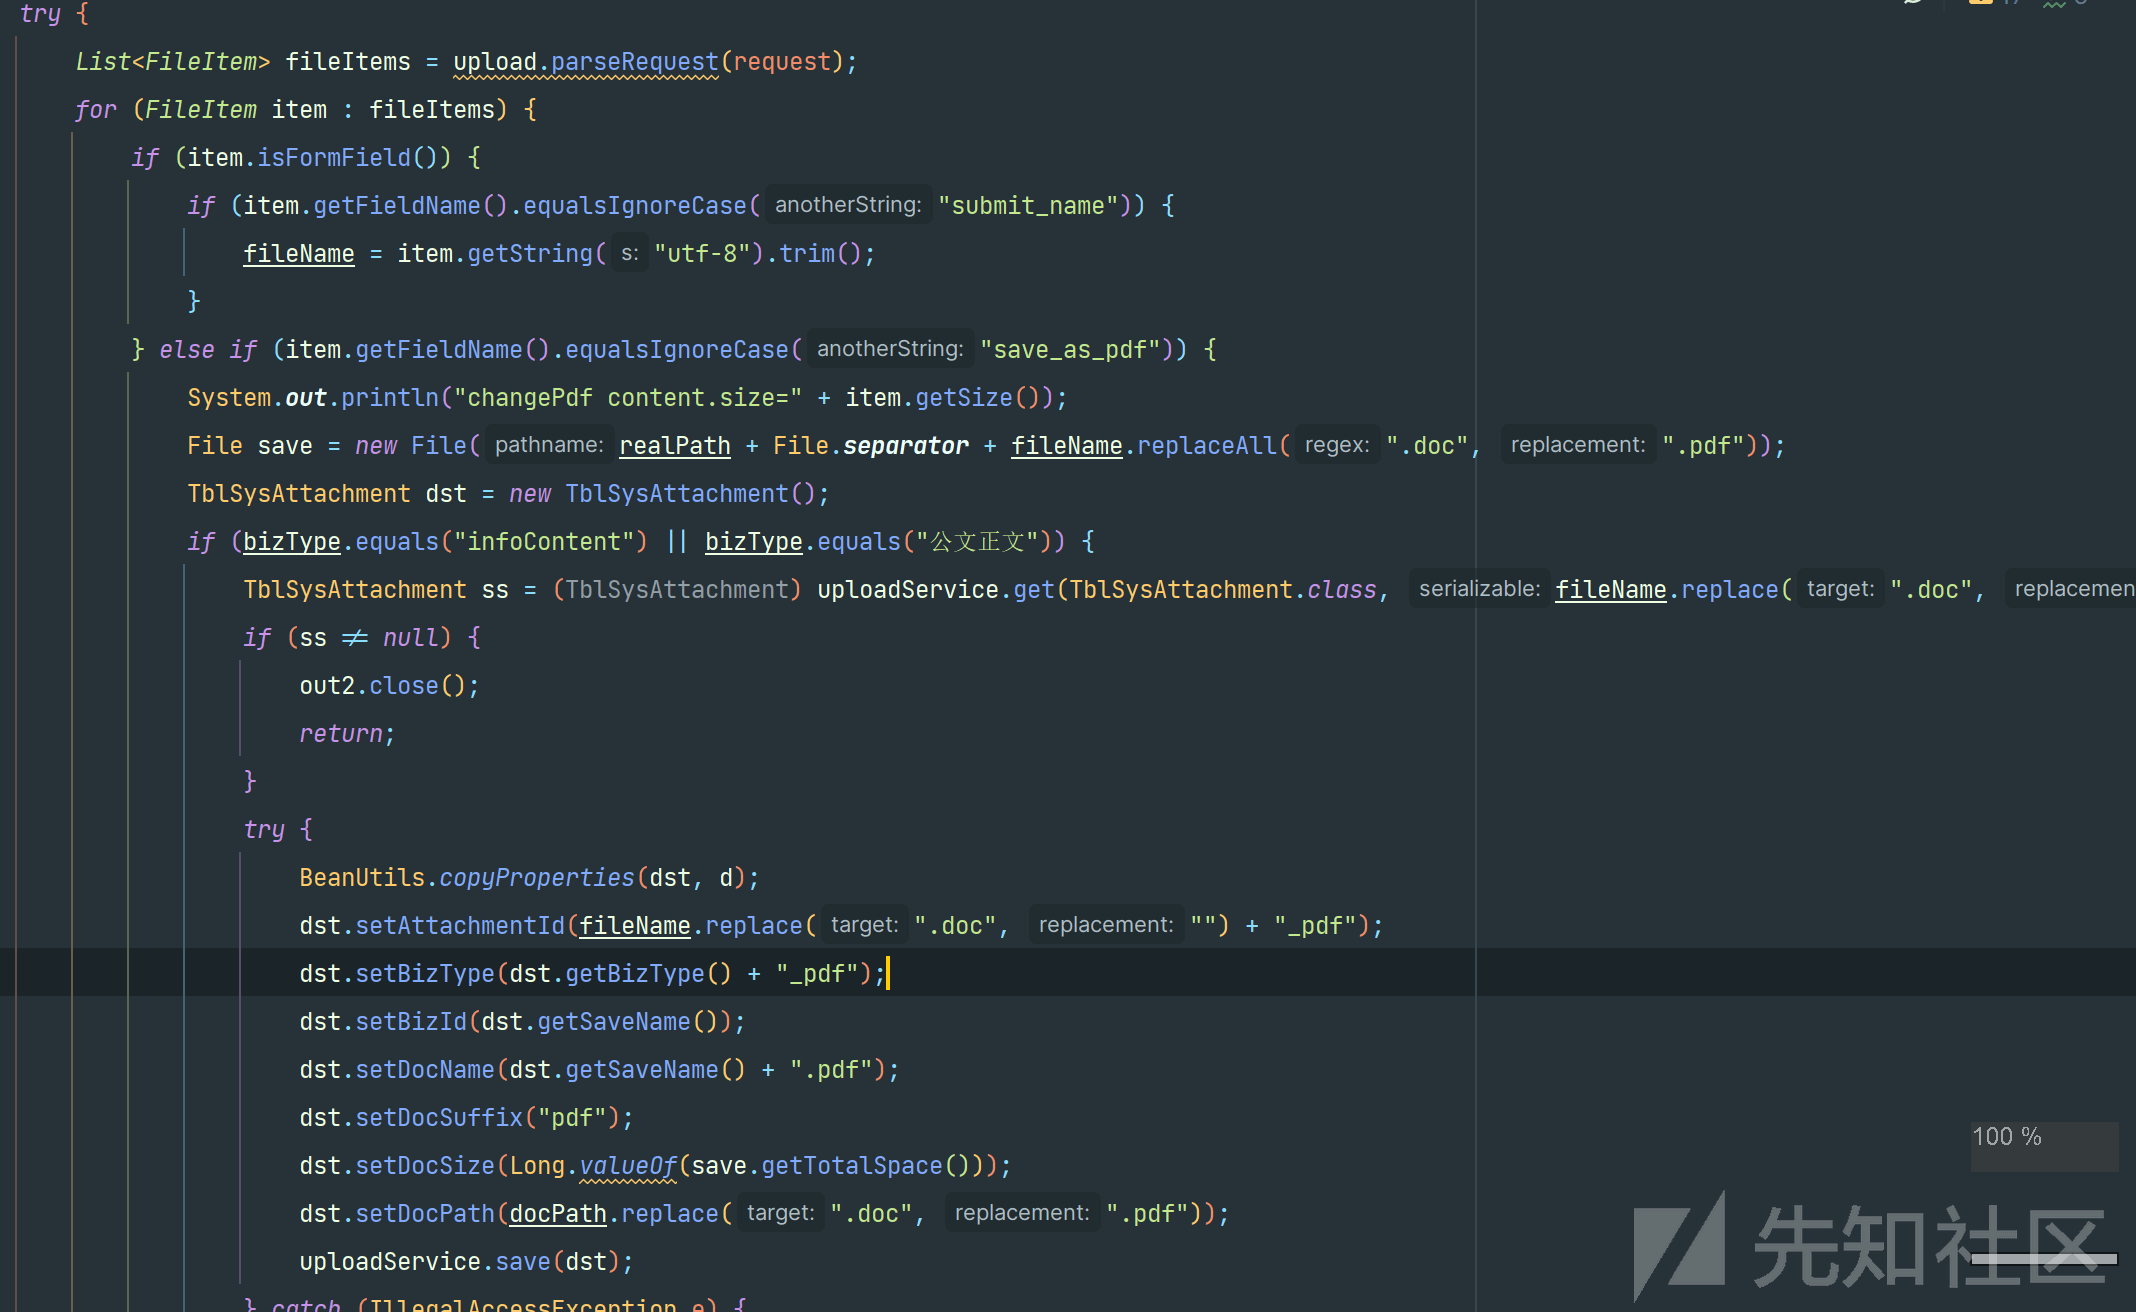 try {
List<FileItem> fileItems = upload.parseRequest(request);
for (FileItem item : fileItems) {
if (item.isFormField()) {
if (item.getFieldName().equalsIgnoreCase( anotherString: "submit_name")) {
fileName = item.getString( s: "utf-8").trim();
}
} else if (item.getFieldName().equalsIgnoreCase( anotherString: "save_as_pdf")) {
System.out.println("changePdf content.size=" + item.getSize());
File save = new File( pathname: realPath + File.separator + fileName.replaceAll( regex: ".doc", replacement: ".pdf"));
TblSysAttachment dst = new TblSysAttachment();
if (bizType.equals("infoContent") || bizType.equals("公文正文")) {
TblSysAttachment ss = (TblSysAttachment) uploadService.get(TblSysAttachment.class, serializable: fileName.replace( target: ".doc", replacemen
if (ss ≠ null) {
out2.close();
return;
}
try {
BeanUtils.copyProperties(dst, d);
dst.setAttachmentId(fileName.replace( target: ".doc", replacement: "") + "_pdf");
dst.setBizType(dst.getBizType() + "_pdf");
dst.setBizId(dst.getSaveName());
dst.setDocName(dst.getSaveName() + ".pdf");
dst.setDocSuffix("pdf");
dst.setDocSize(Long.valueOf(save.getTotalSpace()));
dst.setDocPath(docPath.replace( target: ".doc", replacement: ".pdf"));
uploadService.save(dst);
} catch (IllegalAccessException e) {
100 %
先知社区